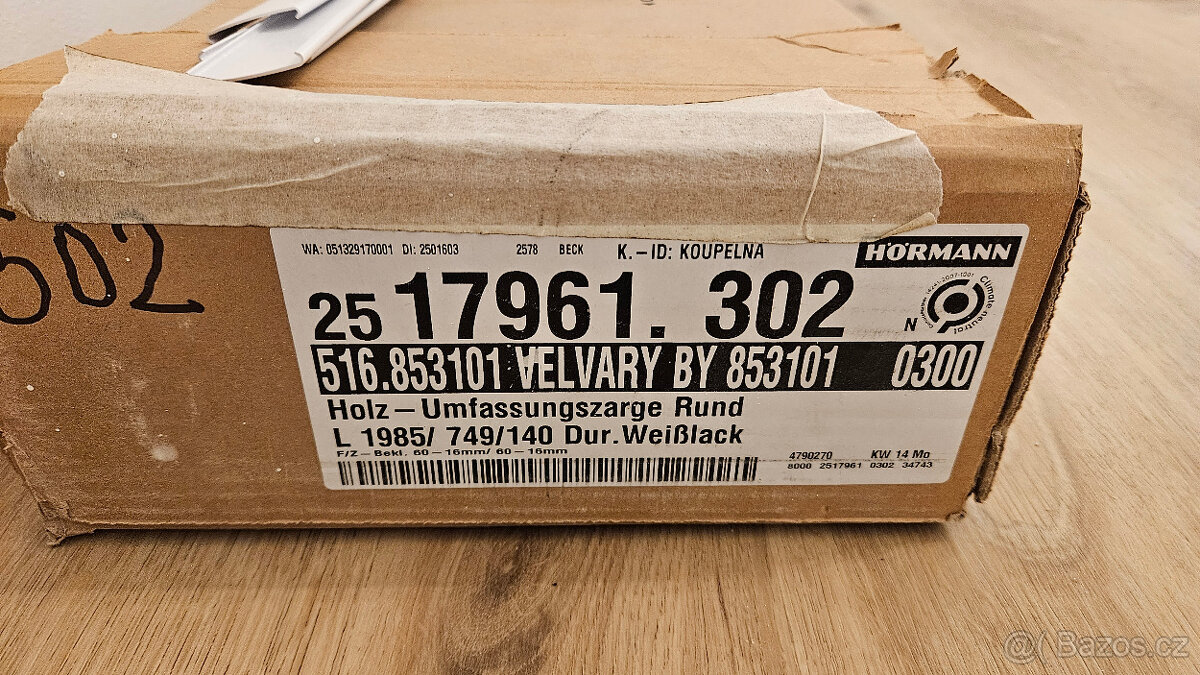 502
WA: 051329170001 DI: 2501603 2578 BECK K.–ID: KOUPELNA HÖRMANN
25 17961. 302 N
Climate neutral
516.853101 VELVARY BY 853101 0300
Holz – Umfassungszarge Rund
L 1985/ 749/140 Dur. Weißlack
F/Z – Bekl. 60 – 16mm/ 60 – 16mm 4790270 KW 14 Mo
8000 2517961 0302 34743
@( Bazos.cz